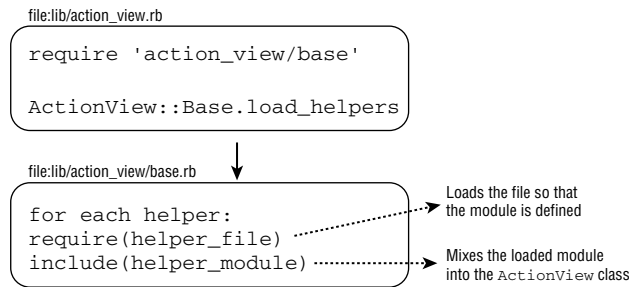 file:lib/action_view.rb
require 'action_view/base'
ActionView::Base.load_helpers
file:lib/action_view/base.rb
for each helper:
require(helper_file)
include(helper_module)
Loads the file so that
the module is defined
Mixes the loaded module
into the ActionView class